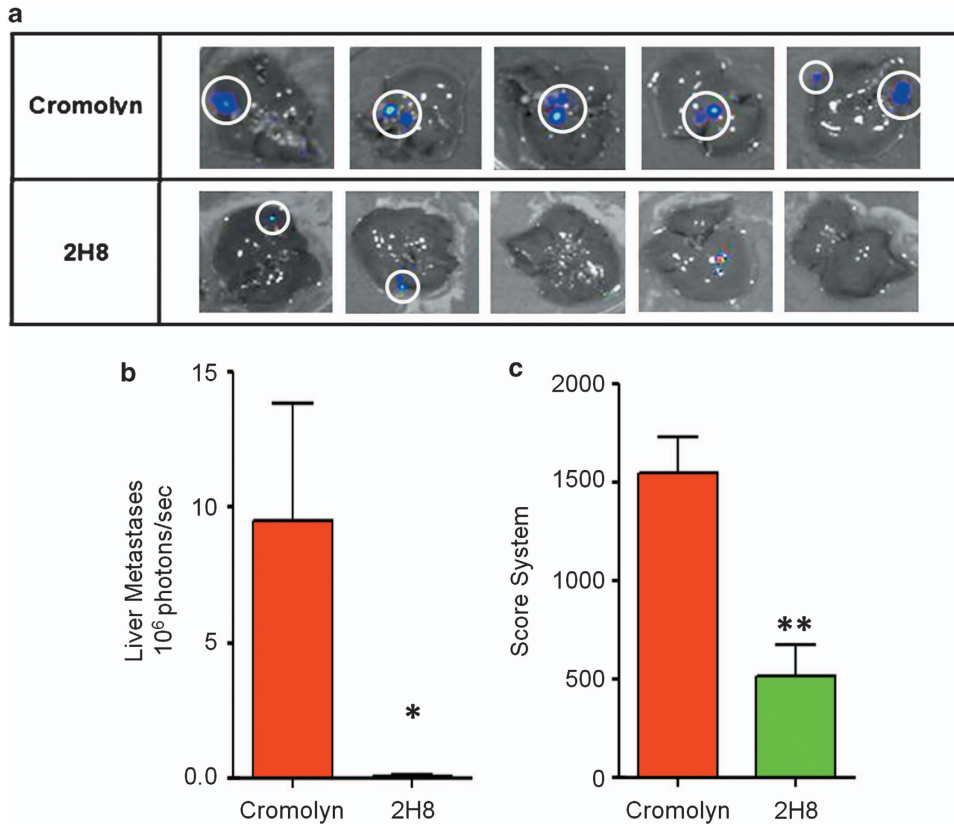 a
Cromolyn
2H8
b
15
10
5
0.0
Liver Metastases
10⁶ photons/sec
*
Cromolyn 2H8
c
2000
1500
1000
500
0
Score System
**
Cromolyn 2H8